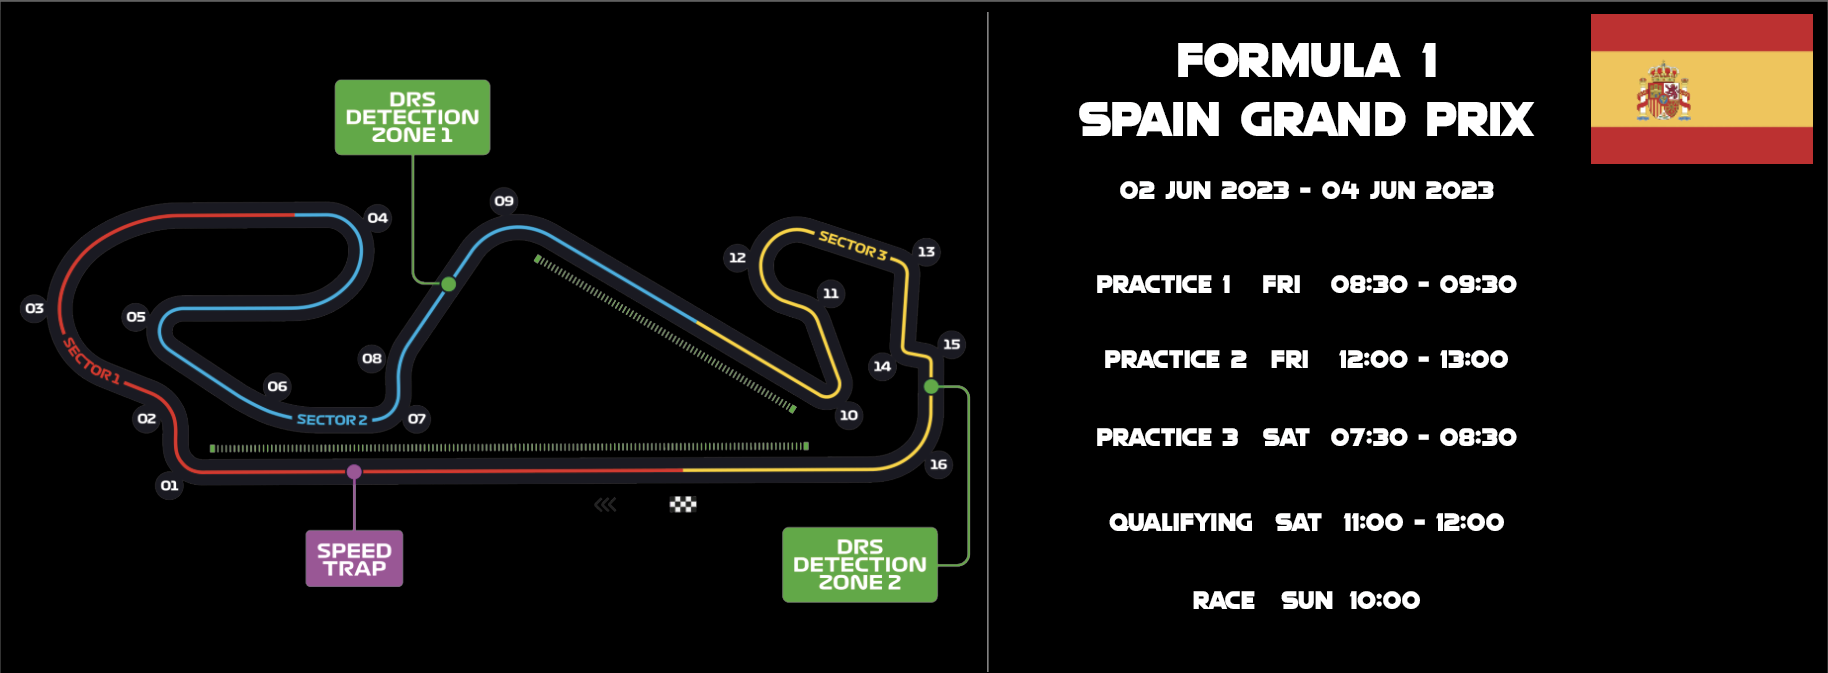 DRS
DETECTION
ZONE 1
09
04
SECTOR 3
13
12
11
03
05
15
08
14
SECTOR 1
06
02
SECTOR 2
07
10
16
01
SPEED
TRAP
DRS
DETECTION
ZONE 2
FORMULA 1
SPAIN GRAND PRIX
02 JUN 2023 - 04 JUN 2023
PRACTICE 1 FRI 08:30 - 09:30
PRACTICE 2 FRI 12:00 - 13:00
PRACTICE 3 SAT 07:30 - 08:30
QUALIFYING SAT 11:00 - 12:00
RACE SUN 10:00